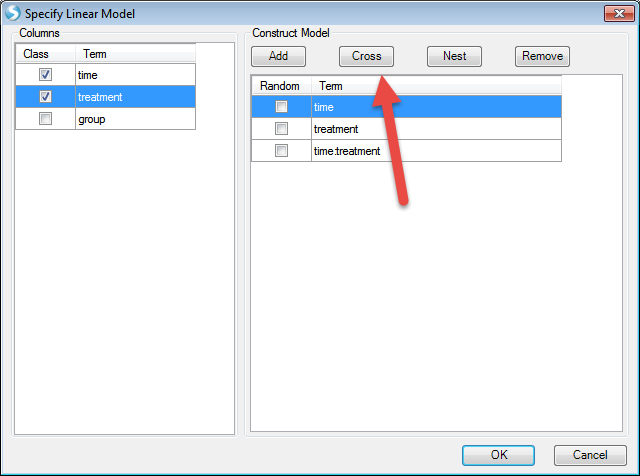 Specify Linear Model
Columns
Class Term
time
treatment
group
Construct Model
Add Cross Nest Remove
Random Term
time
treatment
time:treatment
OK Cancel